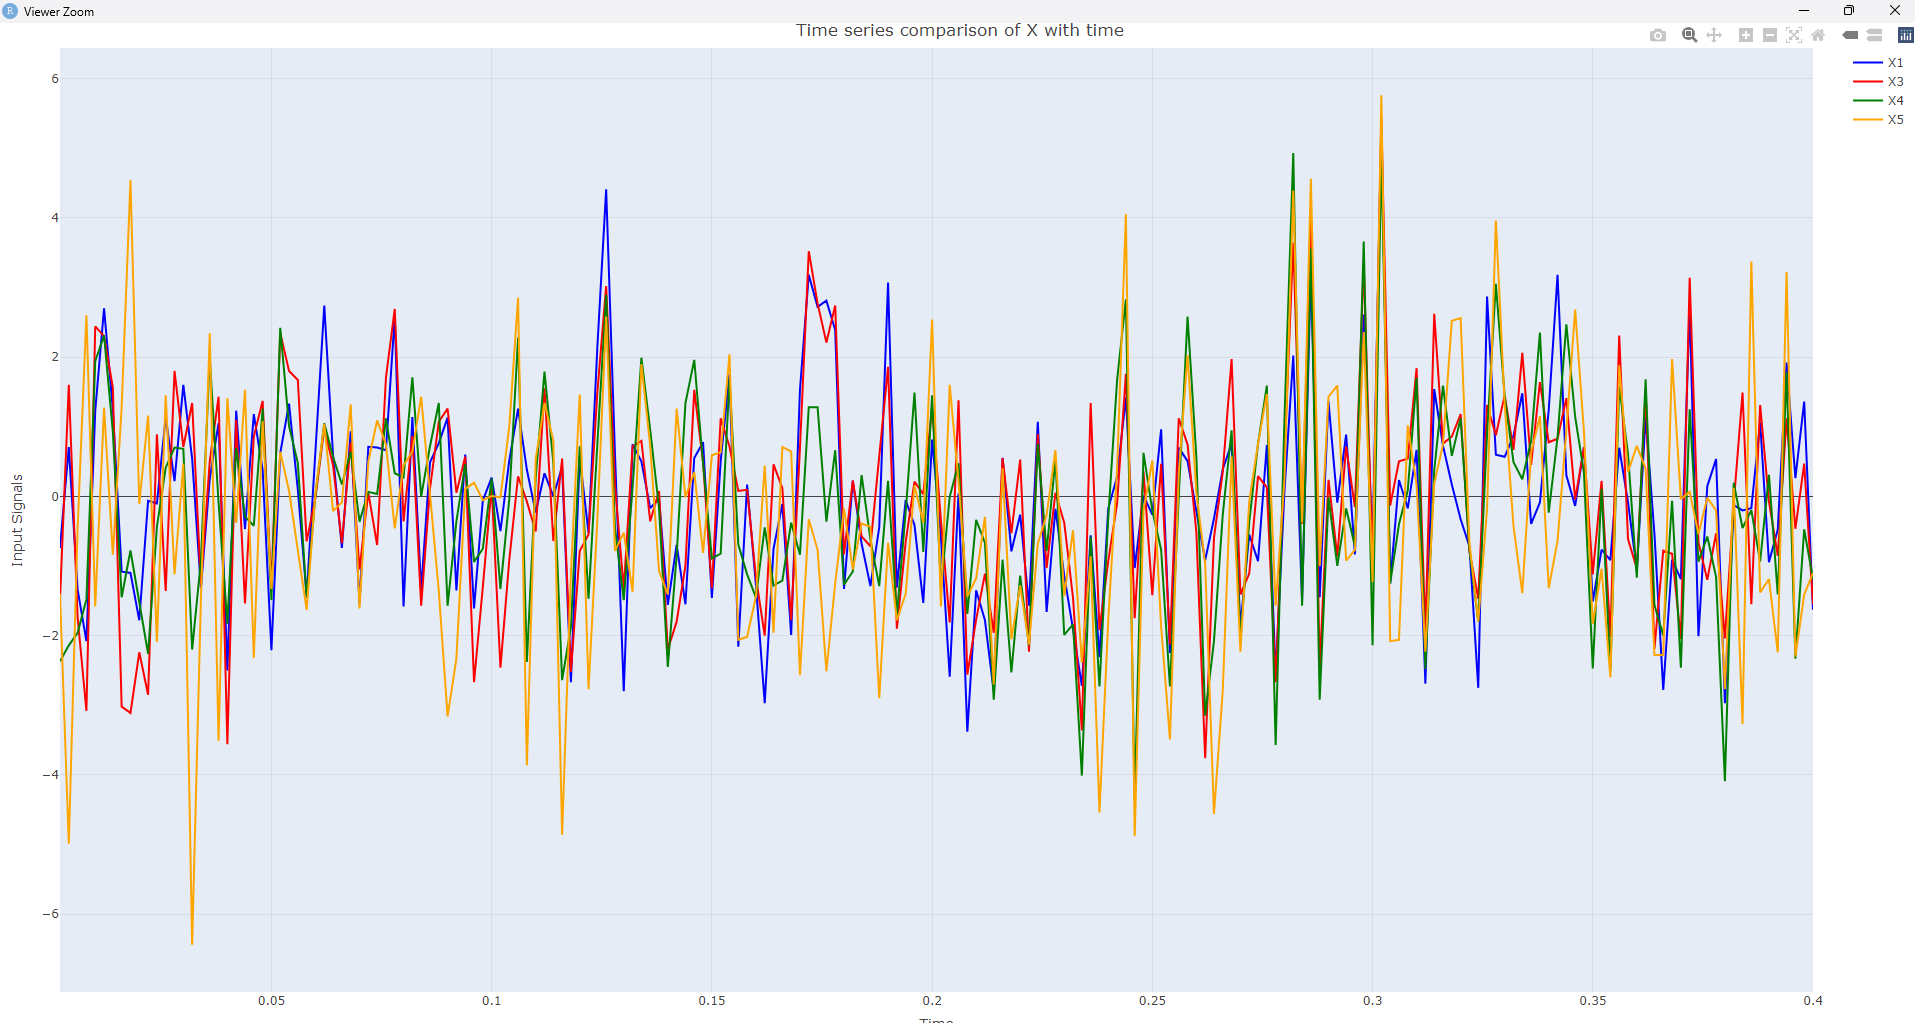 R Viewer Zoom
Time series comparison of X with time
X1
X3
X4
X5
6
4
2
0
−2
−4
−6
Input Signals
0.05 0.1 0.15 0.2 0.25 0.3 0.35 0.4
Time